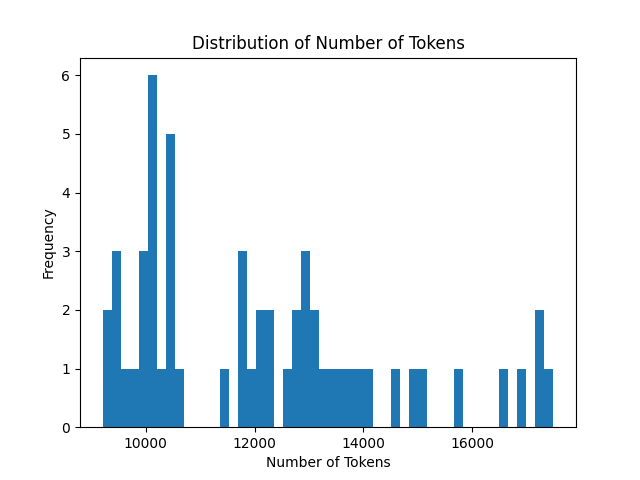 Distribution of Number of Tokens
6
5
4
3
2
1
0
Frequency
10000 12000 14000 16000
Number of Tokens